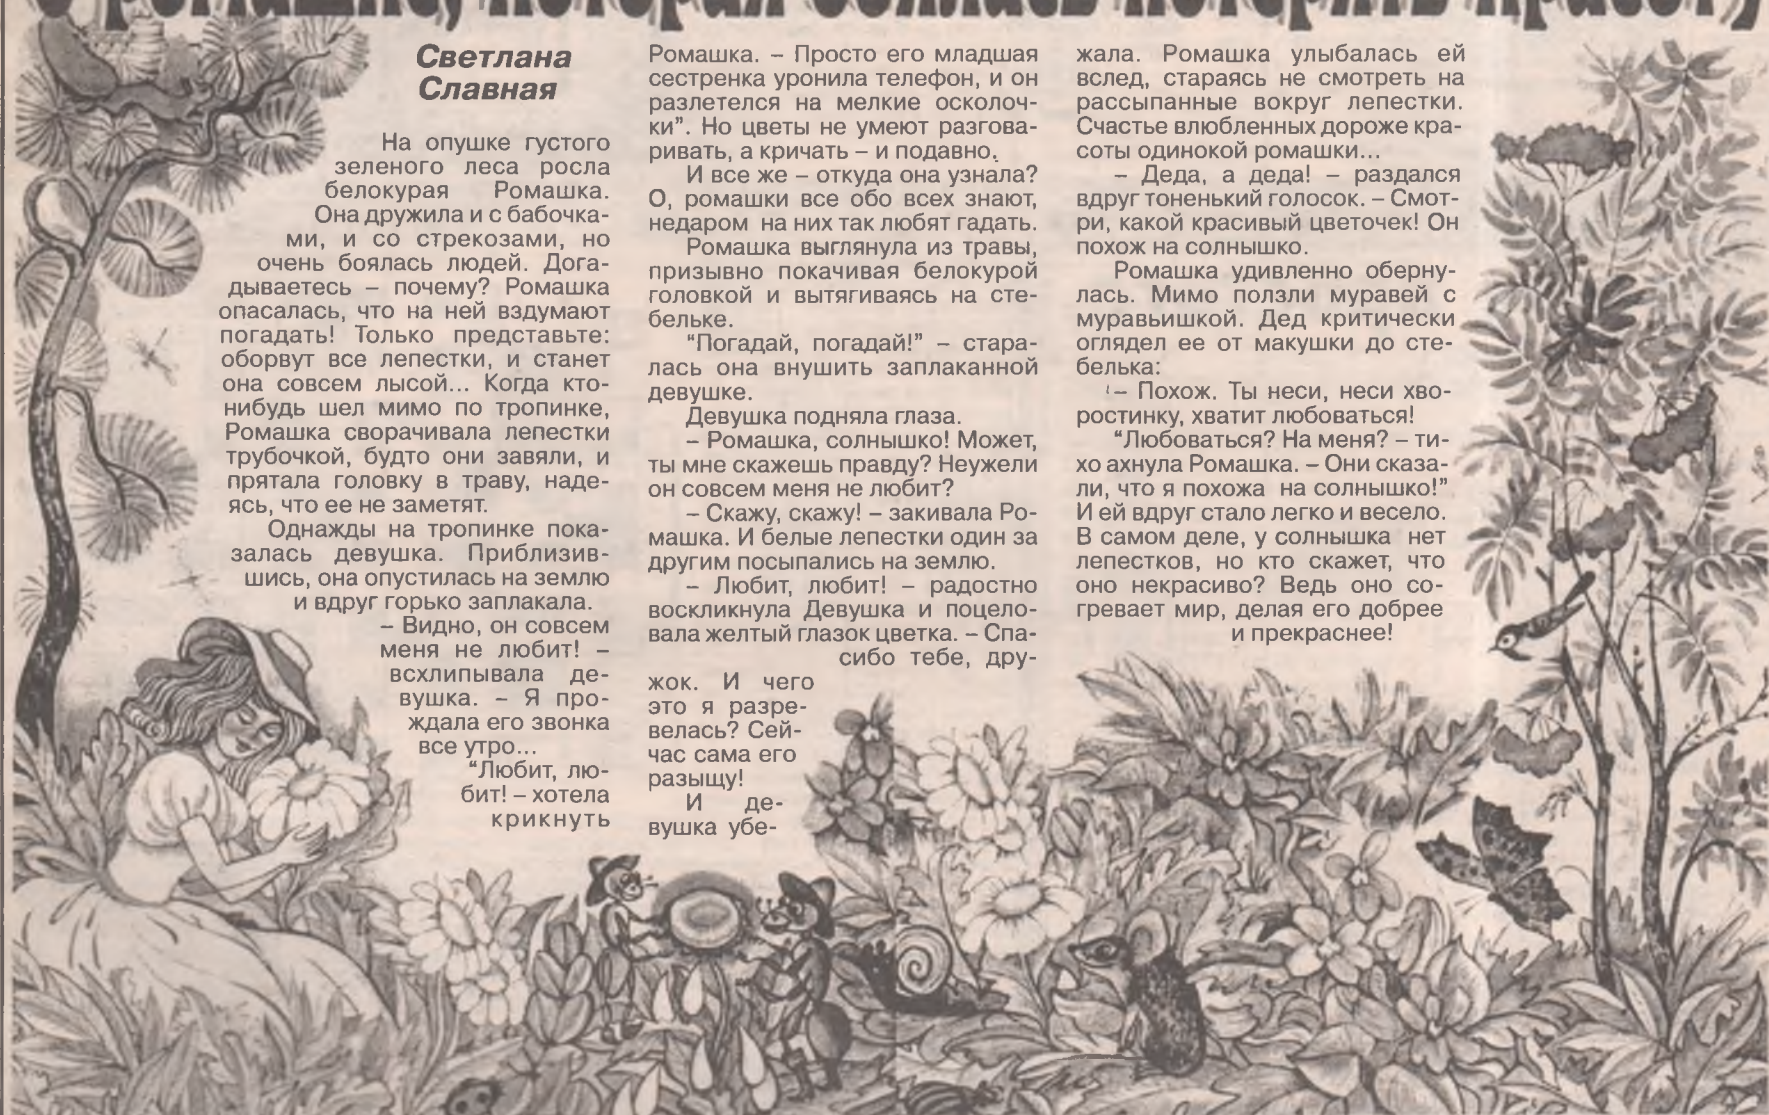 О ромашке, которая боялась потерять красоту
Светлана
Славная
На опушке густого
зеленого леса росла
белокурая Ромашка.
Она дружила и с бабочка-
ми, и со стрекозами, но
очень боялась людей. Дога-
дываетесь – почему? Ромашка
опасалась, что на ней вздумают
погадать! Только представьте:
оборвут все лепестки, и станет
она совсем лысой... Когда кто-
нибудь шел мимо по тропинке,
Ромашка сворачивала лепестки
трубочкой, будто они завяли, и
прятала головку в траву, наде-
ясь, что ее не заметят.
Однажды на тропинке пока-
залась девушка. Приблизив-
шись, она опустилась на землю
и вдруг горько заплакала.
– Видно, он совсем
меня не любит! –
всхлипывала де-
вушка. – Я про-
ждала его звонка
все утро...
“Любит, лю-
бит! – хотела
крикнуть
Ромашка. – Просто его младшая
сестренка уронила телефон, и он
разлетелся на мелкие осколоч-
ки”. Но цветы не умеют разгова-
ривать, а кричать – и подавно.
И все же – откуда она узнала?
О, ромашки все обо всех знают,
недаром на них так любят гадать.
Ромашка выглянула из травы,
призывно покачивая белокурой
головкой и вытягиваясь на сте-
бельке.
“Погадай, погадай!” – стара-
лась она внушить заплаканной
девушке.
Девушка подняла глаза.
– Ромашка, солнышко! Может,
ты мне скажешь правду? Неужели
он совсем меня не любит?
– Скажу, скажу! – закивала Ро-
машка. И белые лепестки один за
другим посыпались на землю.
– Любит, любит! – радостно
воскликнула Девушка и поцело-
вала желтый глазок цветка. – Спа-
сибо тебе, дру-
жок. И чего
это я разре-
велась? Сей-
час сама его
разыщу!
И де-
вушка убе-
жала. Ромашка улыбалась ей
вслед, стараясь не смотреть на
рассыпанные вокруг лепестки.
Счастье влюбленных дороже кра-
соты одинокой ромашки...
– Деда, а деда! – раздался
вдруг тоненький голосок. – Смот-
ри, какой красивый цветочек! Он
похож на солнышко.
Ромашка удивленно оберну-
лась. Мимо ползли муравей с
муравьишкой. Дед критически
оглядел ее от макушки до сте-
белька:
– Похож. Ты неси, неси хво-
ростинку, хватит любоваться!
“Любоваться? На меня? – ти-
хо ахнула Ромашка. – Они сказа-
ли, что я похожа на солнышко!”
И ей вдруг стало легко и весело.
В самом деле, у солнышка нет
лепестков, но кто скажет, что
оно некрасиво? Ведь оно со-
гревает мир, делая его добрее
и прекраснее!